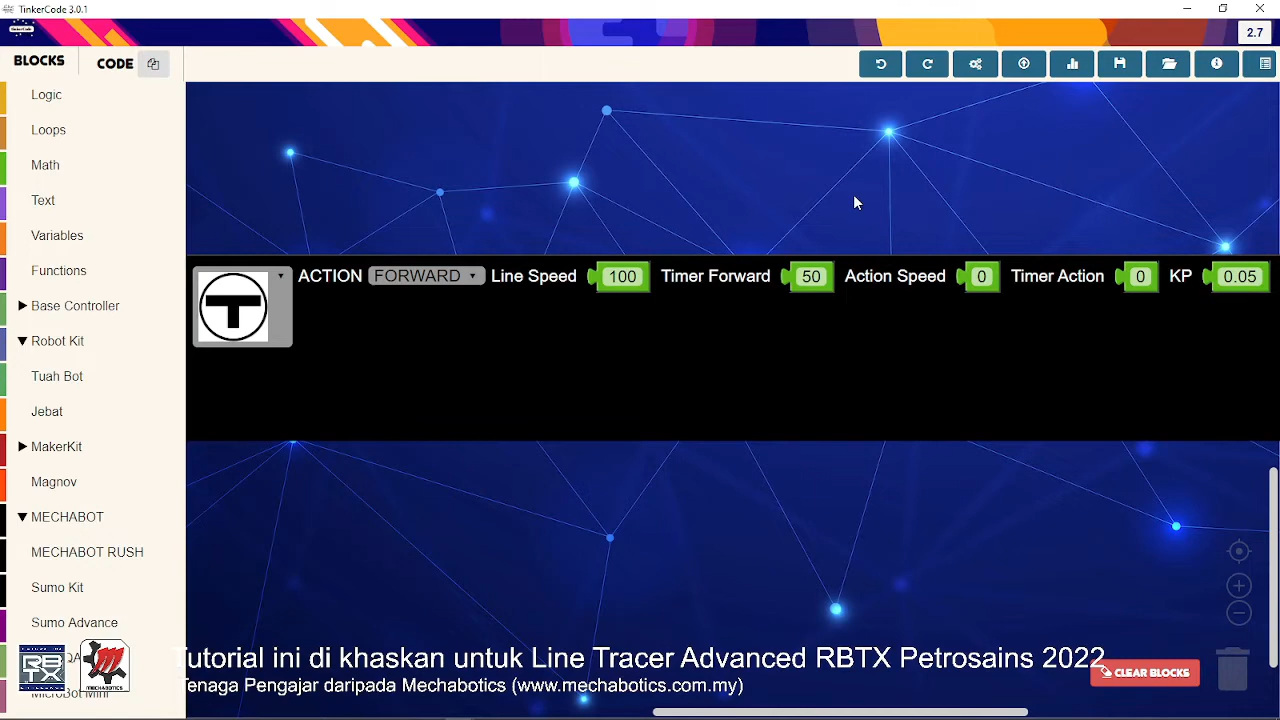 TinkerCode 3.0.1
2.7
BLOCKS
CODE
Logic
Loops
Math
Text
Variables
Functions
Base Controller
Robot Kit
Tuah Bot
Jebat
MakerKit
Magnov
MECHABOT
MECHABOT RUSH
Sumo Kit
Sumo Advance
T ACTION FORWARD Line Speed 100 Timer Forward 50 Action Speed 0 Timer Action 0 KP 0.05
RBTX
MECHABOTICS
Tutorial ini di khaskan untuk Line Tracer Advanced RBTX Petrosains 2022
Tenaga Pengajar daripada Mechabotics (www.mechabotics.com.my)
CLEAR BLOCKS